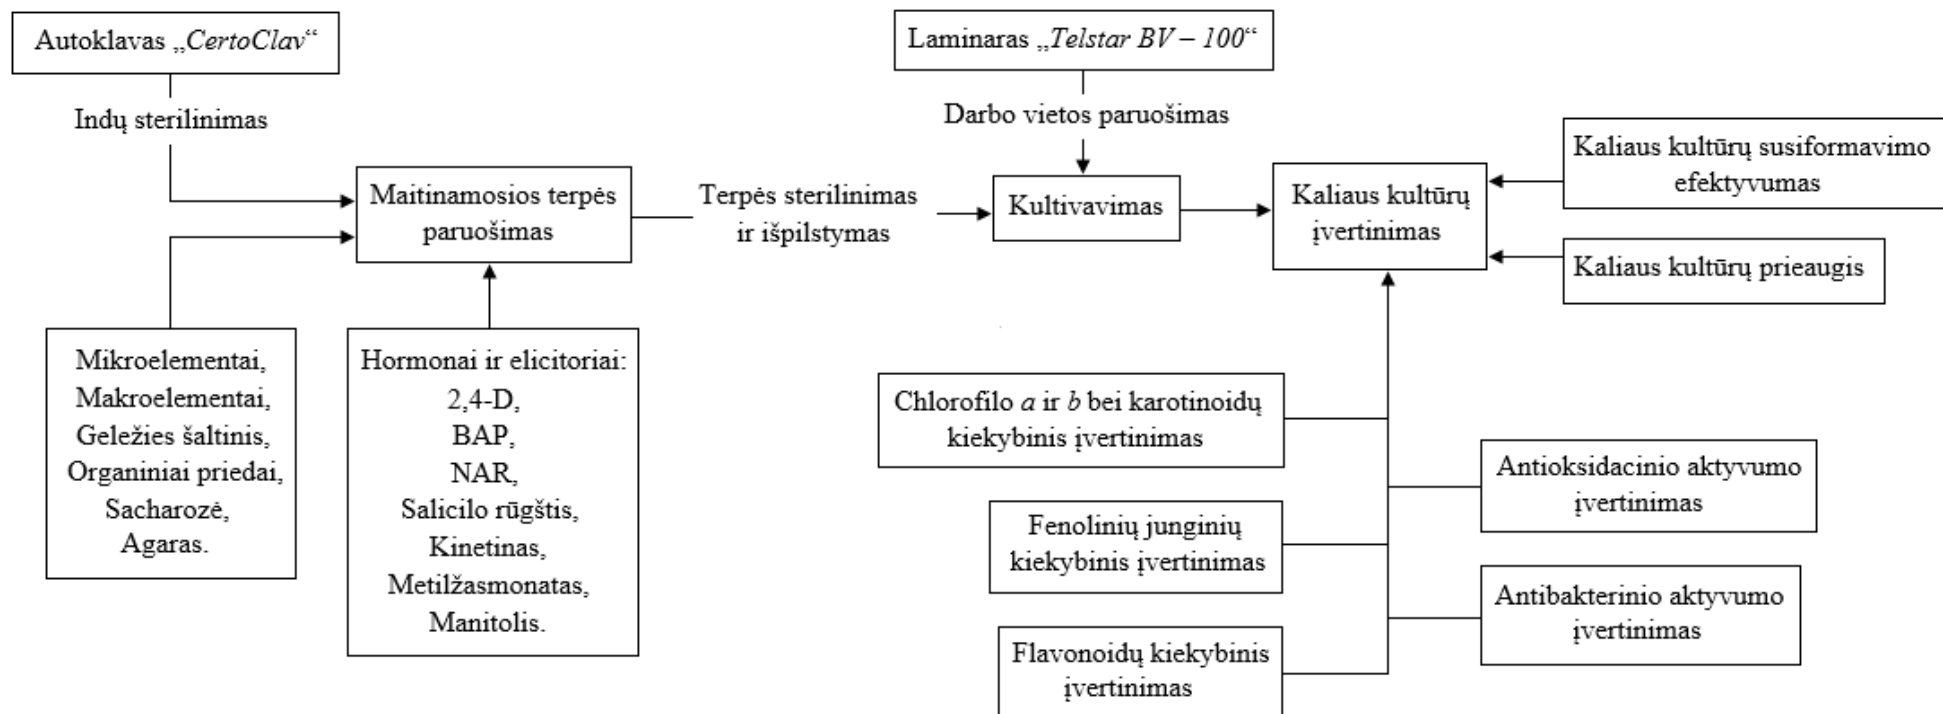 Autoklavas „CertoClav“
Indų sterilinimas
Laminaras „Telstar BV – 100“
Darbo vietos paruošimas
Maitinamosios terpės
paruošimas
Terpės sterilinimas
ir išpilstymas
Kultivavimas
Kaliaus kultūrų
įvertinimas
Kaliaus kultūrų susiformavimo
efektyvumas
Kaliaus kultūrų prieaugis
Mikroelementai,
Makroelementai,
Geležies šaltinis,
Organiniai priedai,
Sacharozė,
Agaras.
Hormonai ir elicitoriai:
2,4-D,
BAP,
NAR,
Salicilo rūgštis,
Kinetinas,
Metilžasmonatas,
Manitolis.
Chlorofilo a ir b bei karotinoidų
kiekybinis įvertinimas
Fenolinių junginių
kiekybinis įvertinimas
Flavonoidų kiekybinis
įvertinimas
Antioksidacinio aktyvumo
įvertinimas
Antibakterinio aktyvumo
įvertinimas